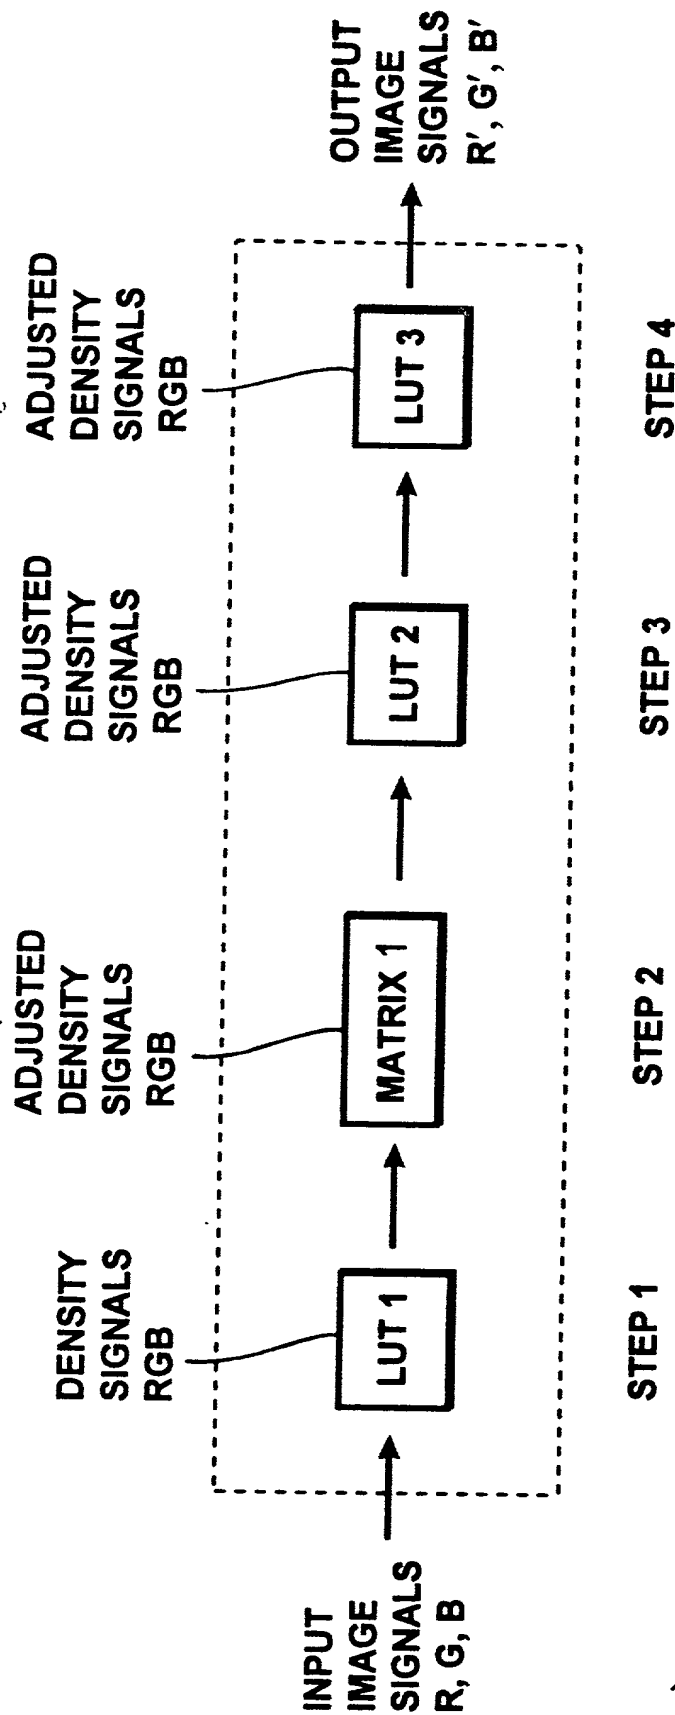 INPUT
IMAGE
SIGNALS
R, G, B
DENSITY
SIGNALS
RGB
LUT 1
STEP 1
ADJUSTED
DENSITY
SIGNALS
RGB
MATRIX 1
STEP 2
ADJUSTED
DENSITY
SIGNALS
RGB
LUT 2
STEP 3
ADJUSTED
DENSITY
SIGNALS
RGB
LUT 3
STEP 4
OUTPUT
IMAGE
SIGNALS
R′, G′, B′